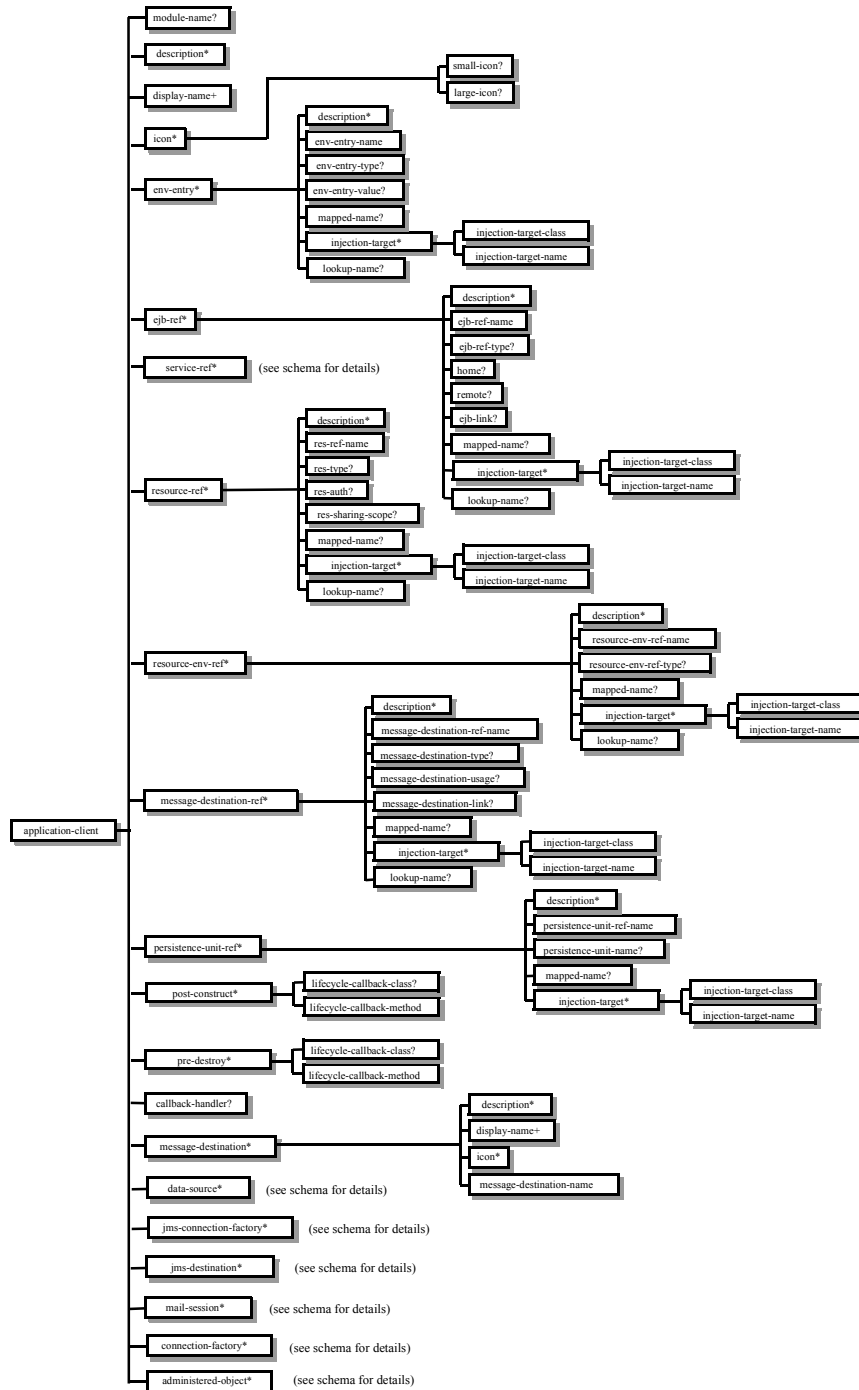 module-name?
description*
display-name+
icon*
small-icon?
large-icon?
env-entry*
description*
env-entry-name
env-entry-type?
env-entry-value?
mapped-name?
injection-target*
injection-target-class
injection-target-name
lookup-name?
ejb-ref*
description*
ejb-ref-name
ejb-ref-type?
home?
remote?
ejb-link?
mapped-name?
injection-target*
injection-target-class
injection-target-name
lookup-name?
service-ref* (see schema for details)
resource-ref*
description*
res-ref-name
res-type?
res-auth?
res-sharing-scope?
mapped-name?
injection-target*
injection-target-class
injection-target-name
lookup-name?
resource-env-ref*
description*
resource-env-ref-name
resource-env-ref-type?
mapped-name?
injection-target*
injection-target-class
injection-target-name
lookup-name?
message-destination-ref*
description*
message-destination-ref-name
message-destination-type?
message-destination-usage?
message-destination-link?
mapped-name?
injection-target*
injection-target-class
injection-target-name
lookup-name?
application-client
persistence-unit-ref*
description*
persistence-unit-ref-name
persistence-unit-name?
mapped-name?
injection-target*
injection-target-class
injection-target-name
post-construct*
lifecycle-callback-class?
lifecycle-callback-method
pre-destroy*
lifecycle-callback-class?
lifecycle-callback-method
callback-handler?
message-destination*
description*
display-name+
icon*
message-destination-name
data-source* (see schema for details)
jms-connection-factory* (see schema for details)
jms-destination* (see schema for details)
mail-session* (see schema for details)
connection-factory* (see schema for details)
administered-object* (see schema for details)